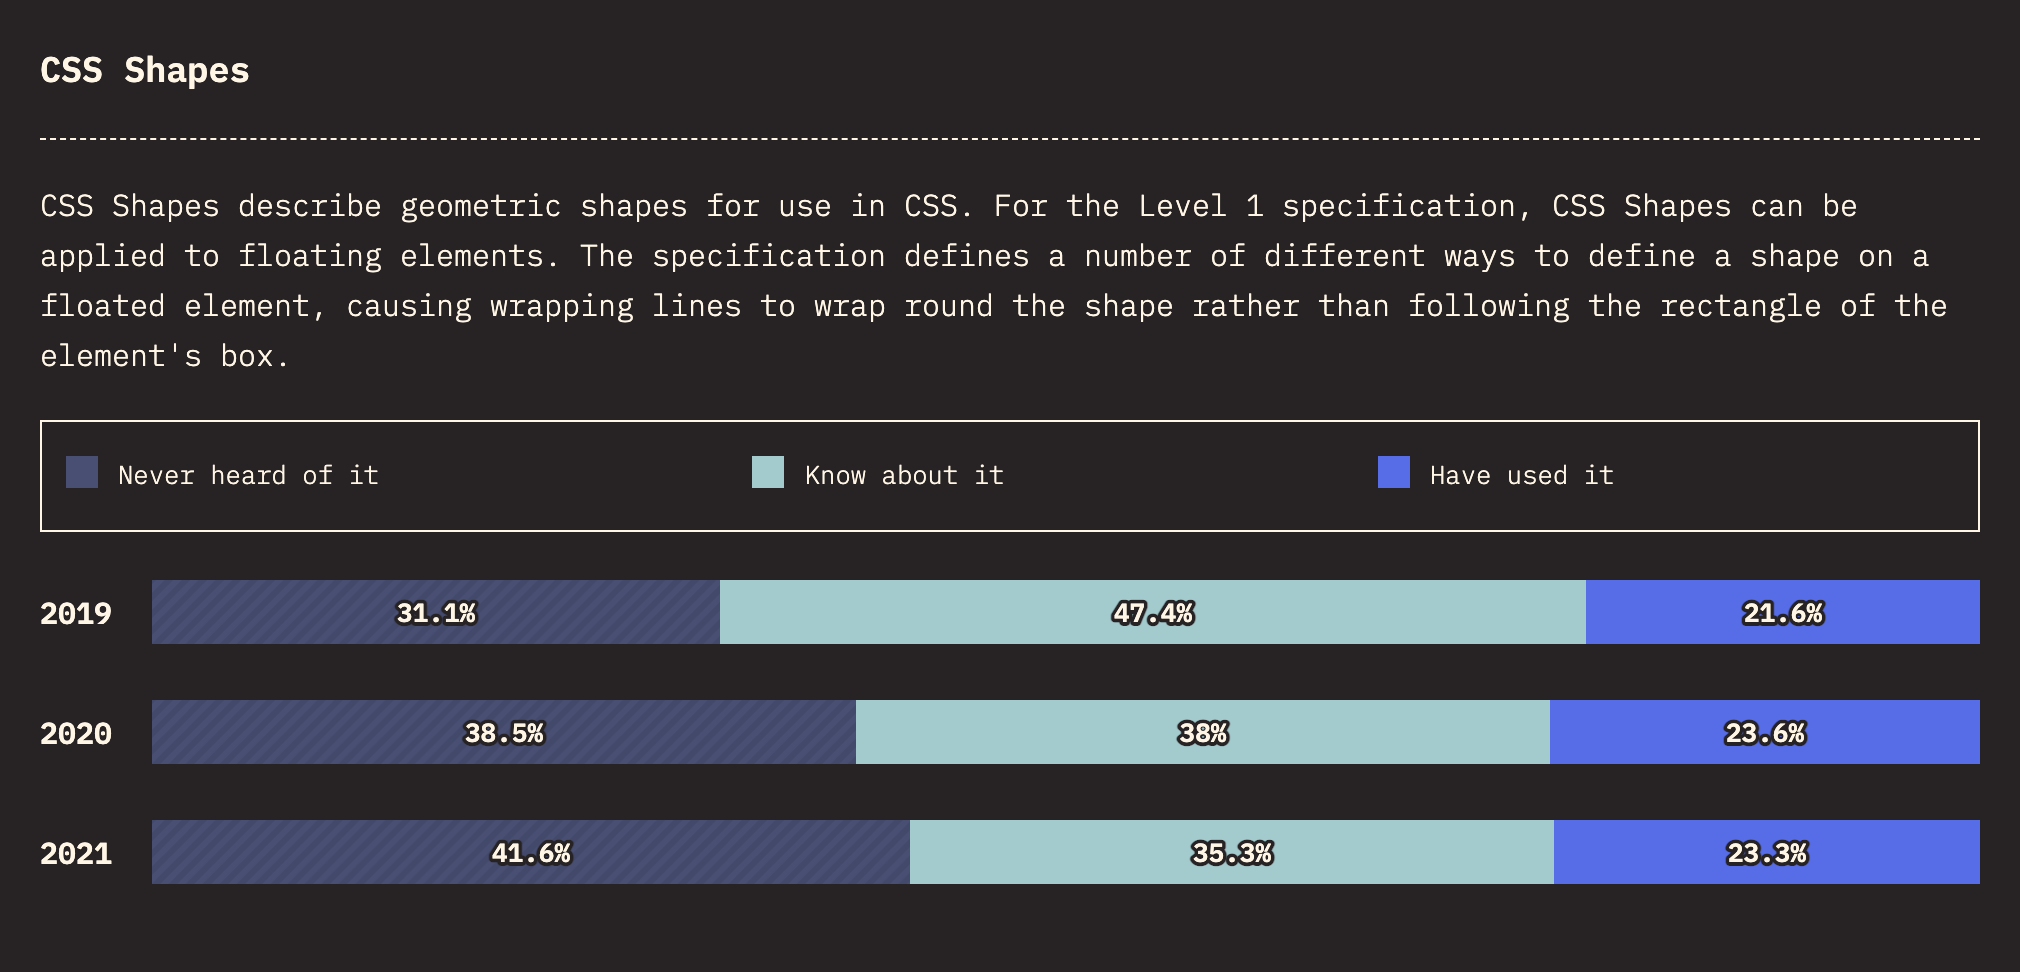 CSS Shapes
CSS Shapes describe geometric shapes for use in CSS. For the Level 1 specification, CSS Shapes can be
applied to floating elements. The specification defines a number of different ways to define a shape on a
floated element, causing wrapping lines to wrap round the shape rather than following the rectangle of the
element's box.
Never heard of it Know about it Have used it
2019 31.1% 47.4% 21.6%
2020 38.5% 38% 23.6%
2021 41.6% 35.3% 23.3%